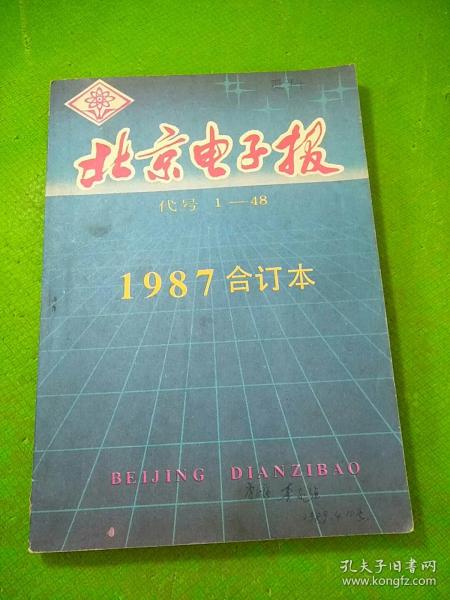 北京电子报
代号 1—48
1987合订本
BEIJING DIANZIBAO
孔夫子旧书网
www.kongfz.com